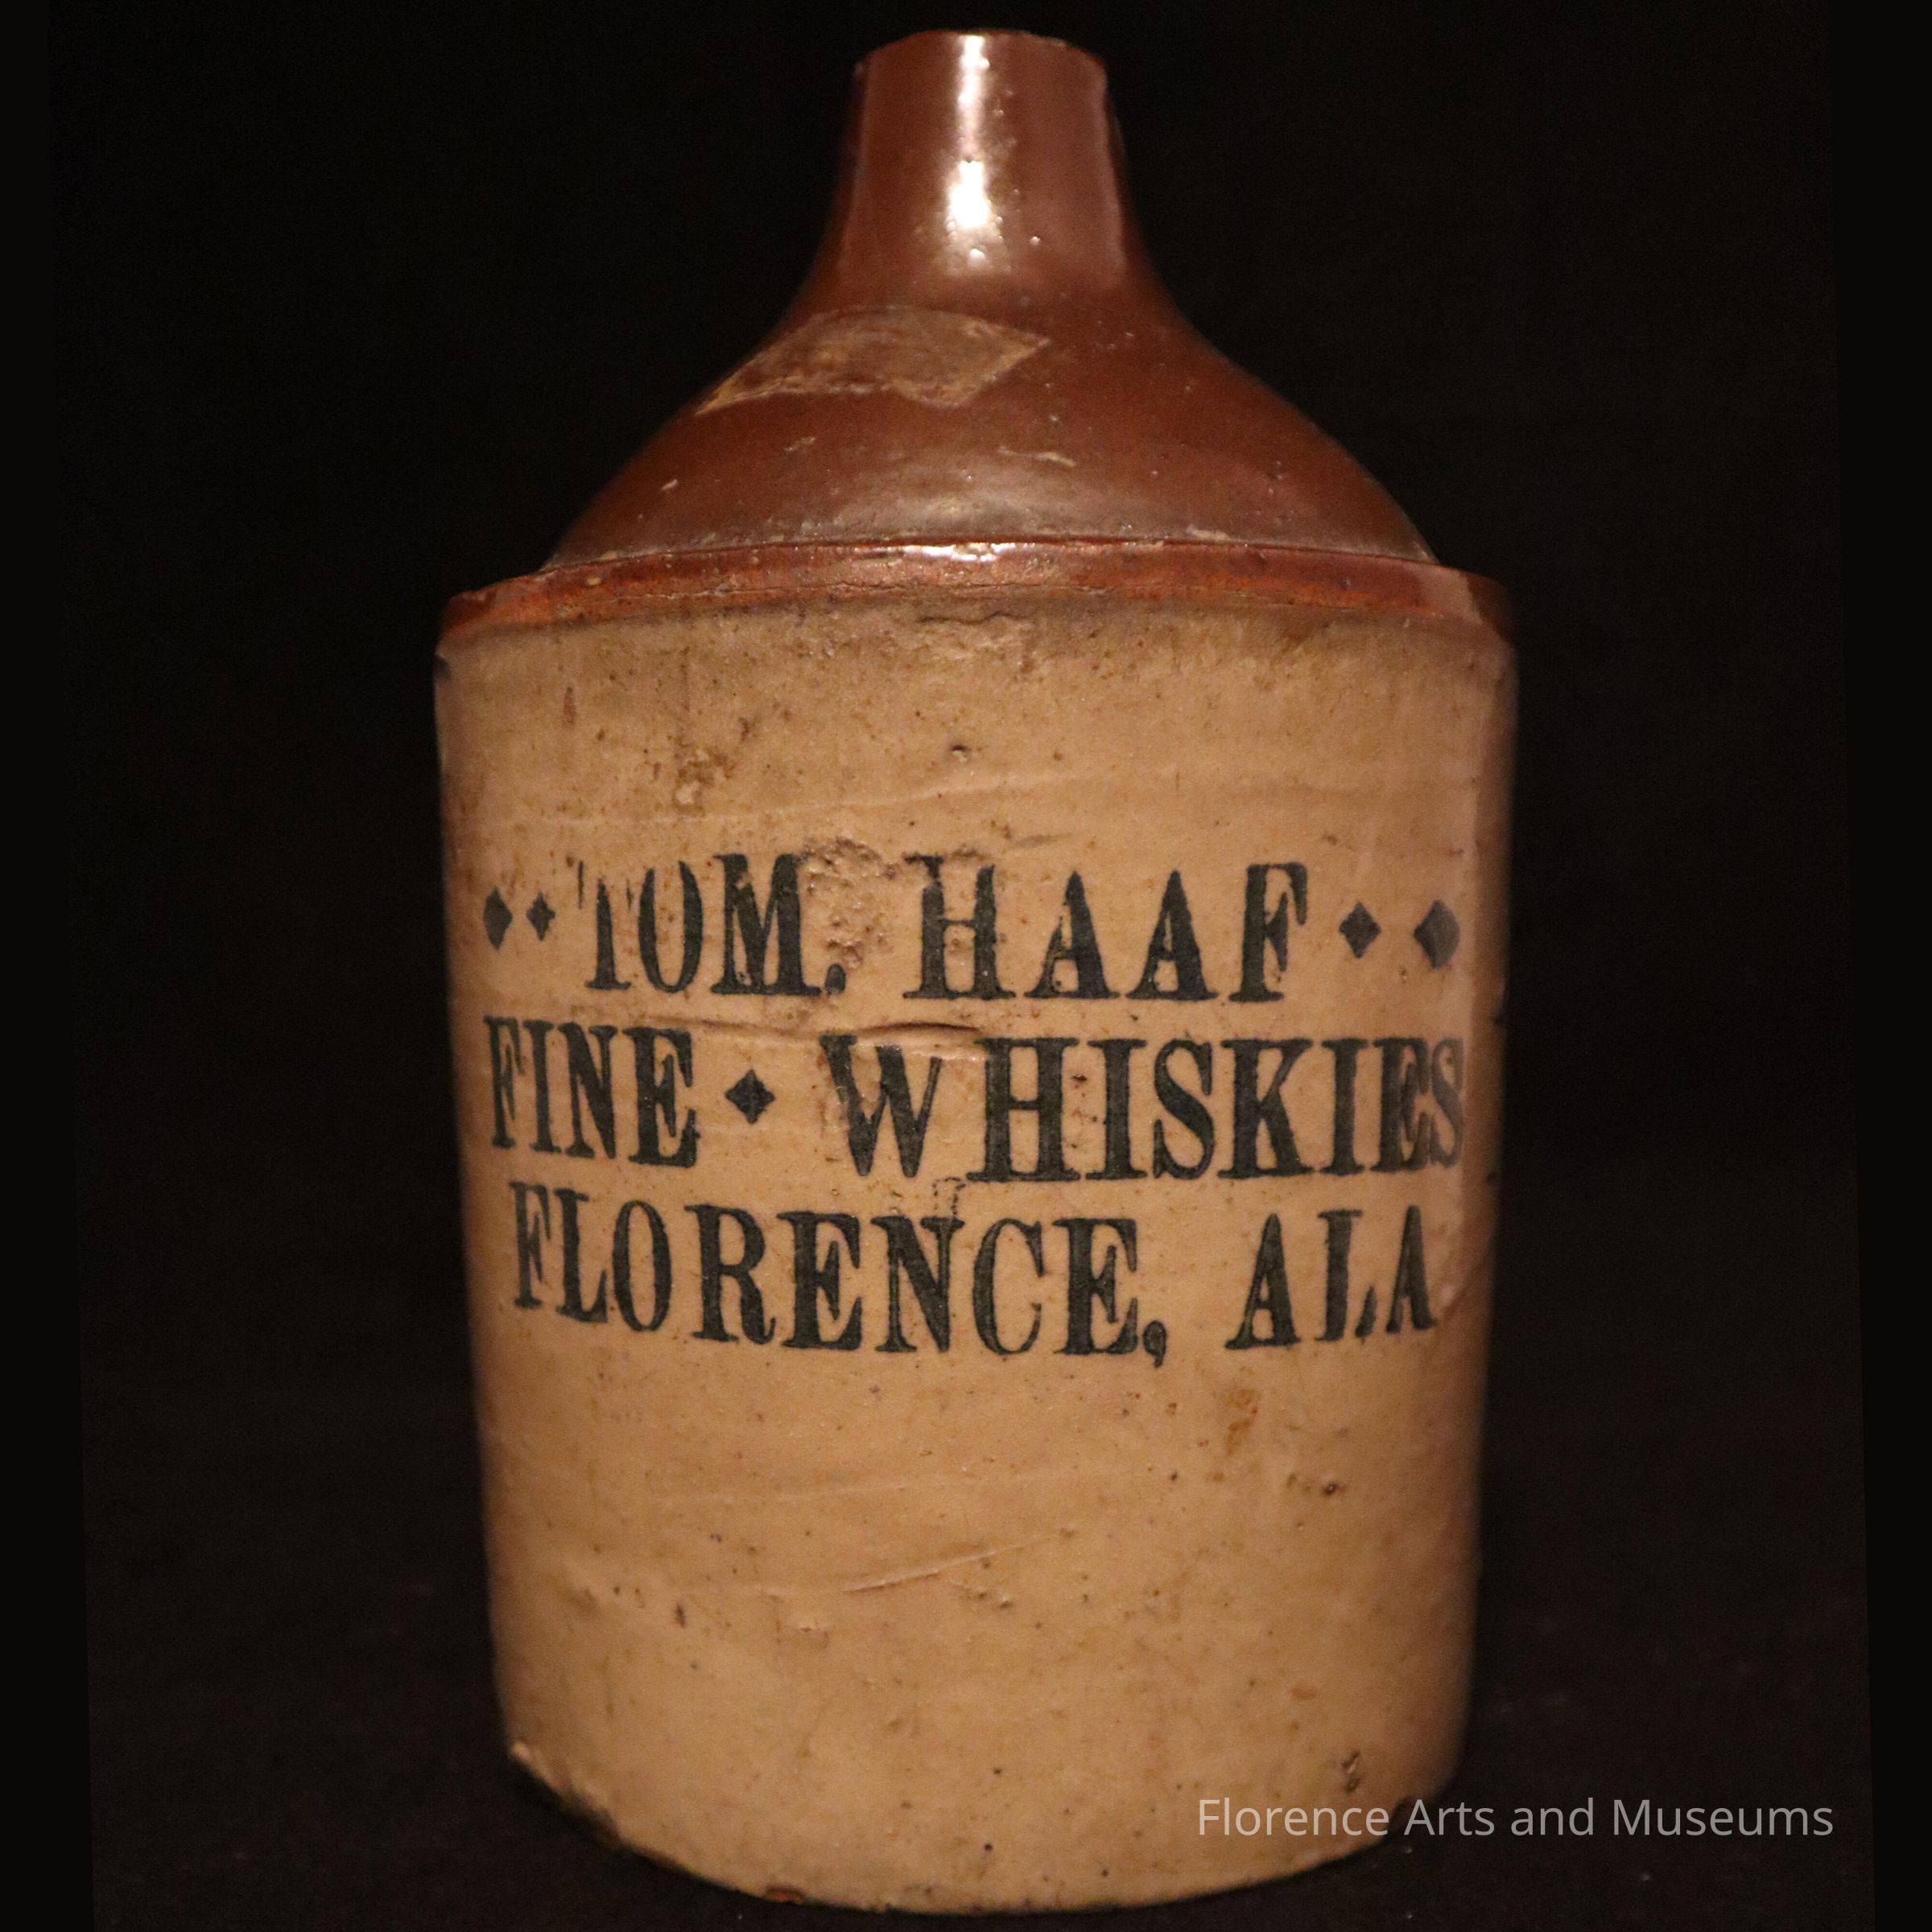 ◆◆ TOM. HAAF ◆◆
FINE ◆ WHISKIES
FLORENCE, ALA
Florence Arts and Museums